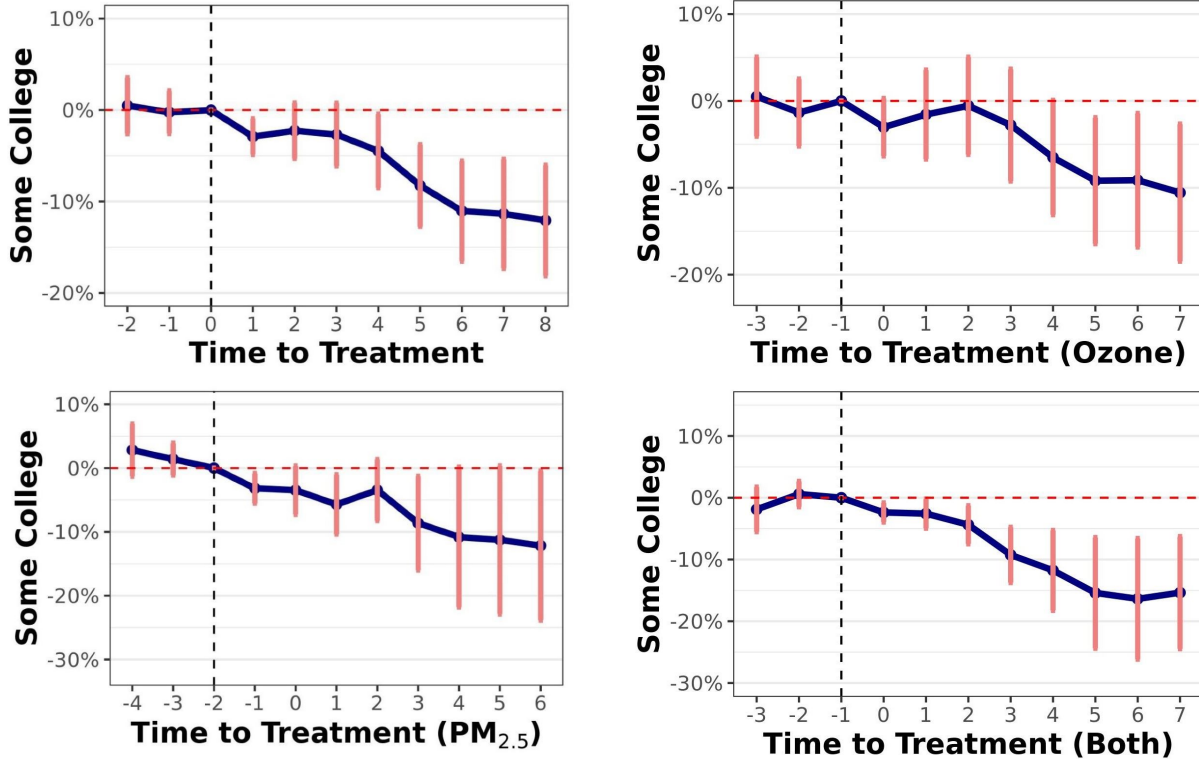 10%
0%
-10%
-20%
Some College
-2 -1 0 1 2 3 4 5 6 7 8
Time to Treatment
10%
0%
-10%
-20%
Some College
-3 -2 -1 0 1 2 3 4 5 6 7
Time to Treatment (Ozone)
10%
0%
-10%
-20%
-30%
Some College
-4 -3 -2 -1 0 1 2 3 4 5 6
Time to Treatment (PM2.5)
10%
0%
-10%
-20%
-30%
Some College
-3 -2 -1 0 1 2 3 4 5 6 7
Time to Treatment (Both)